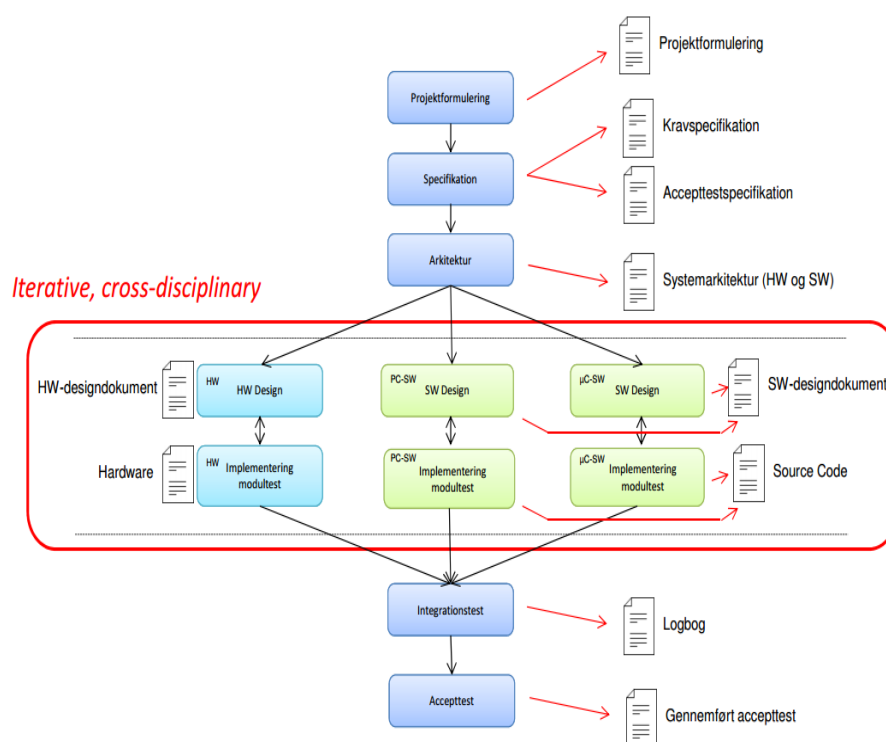 Projektformulering
Projektformulering
Kravspecifikation
Specifikation
Accepttestspecifikation
Arkitektur
Systemarkitektur (HW og SW)
Iterative, cross-disciplinary
HW-designdokument
HW
HW Design
PC-SW
SW Design
µC-SW
SW Design
SW-designdokument
Hardware
HW
Implementering
modultest
PC-SW
Implementering
modultest
µC-SW
Implementering
modultest
Source Code
Integrationstest
Logbog
Accepttest
Gennemført accepttest